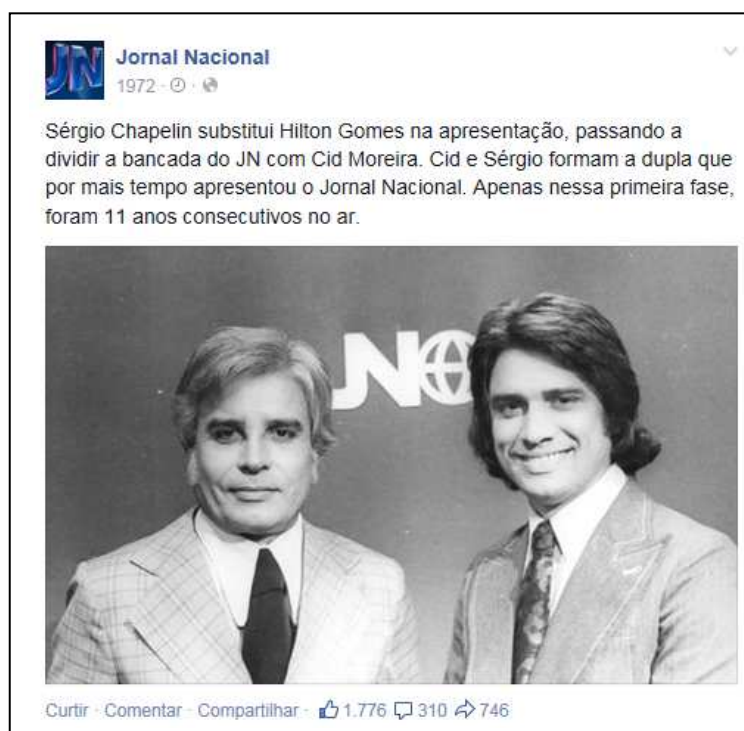 JN Jornal Nacional
1972
Sérgio Chapelin substitui Hilton Gomes na apresentação, passando a
dividir a bancada do JN com Cid Moreira. Cid e Sérgio formam a dupla que
por mais tempo apresentou o Jornal Nacional. Apenas nessa primeira fase,
foram 11 anos consecutivos no ar.
JN
Curtir · Comentar · Compartilhar · 1.776 310 746